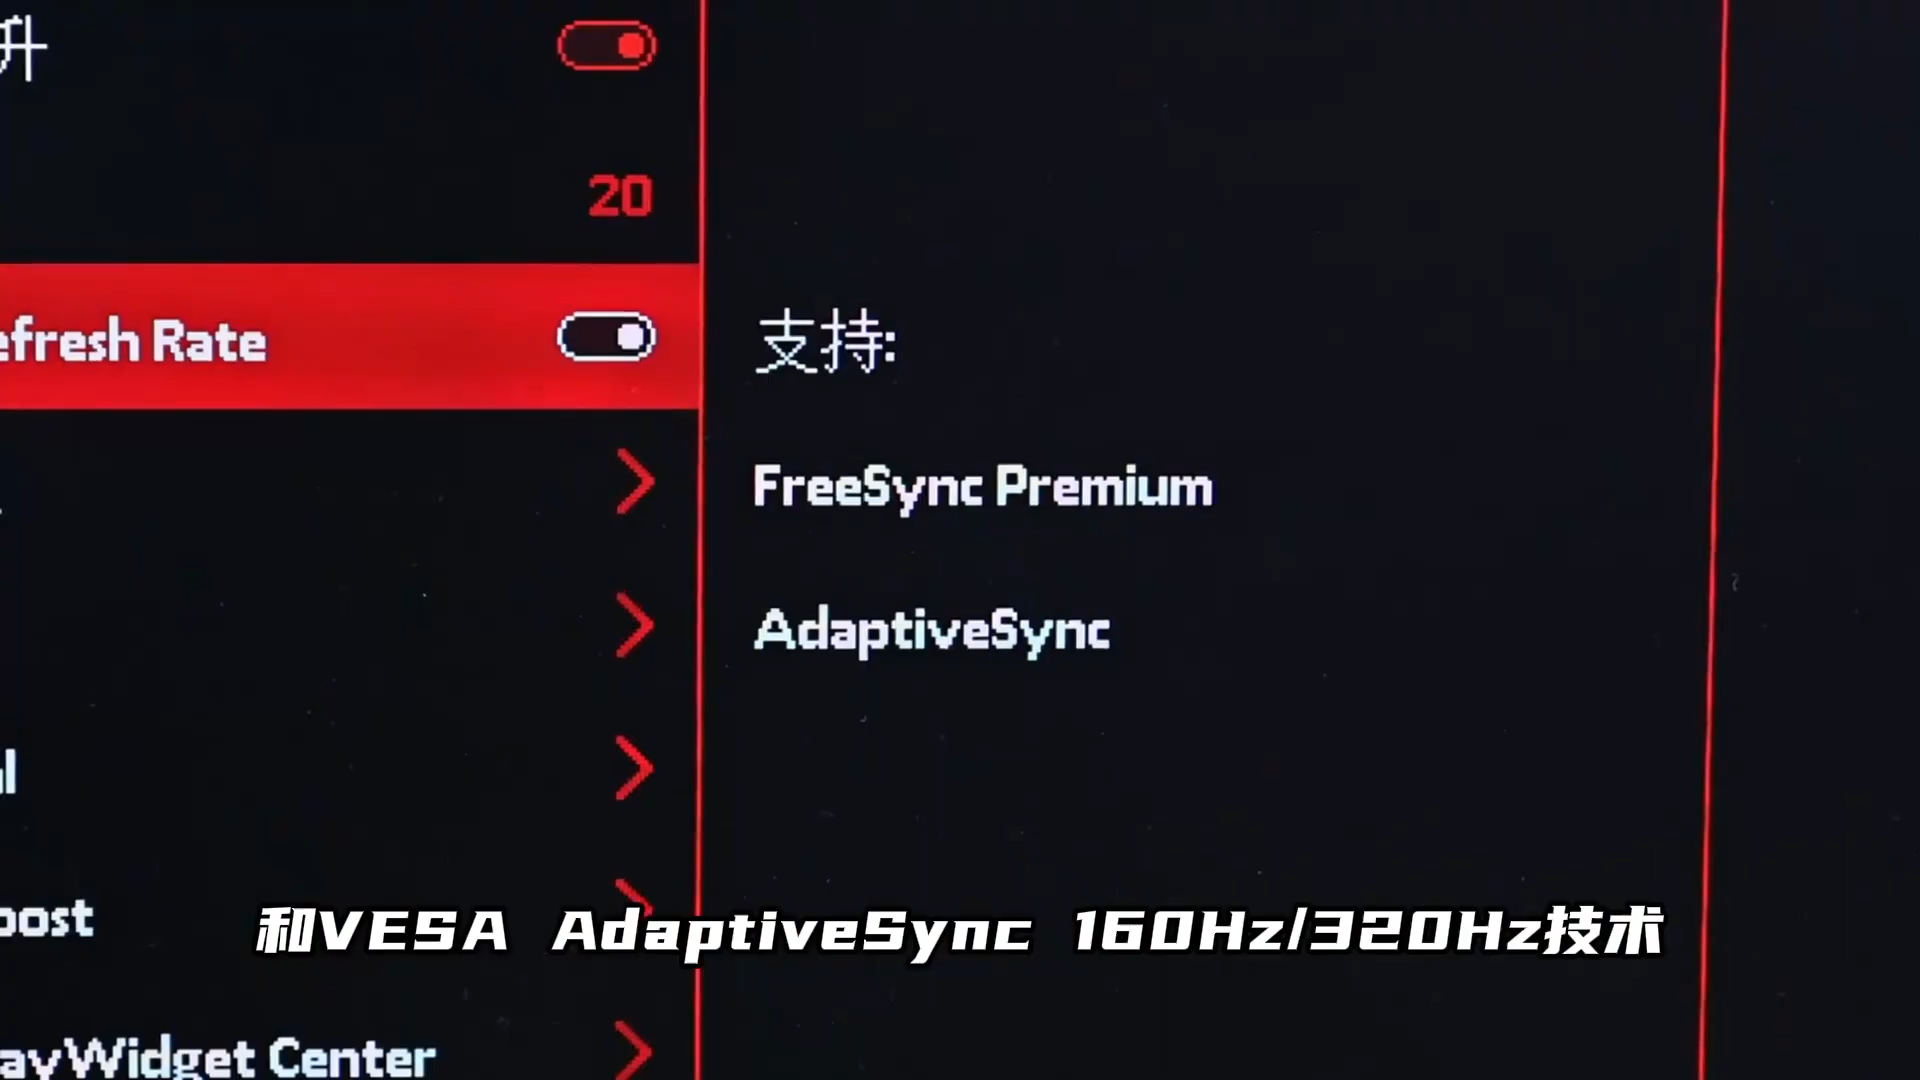 升
20
efresh Rate
支持:
FreeSync Premium
AdaptiveSync
oost
和VESA AdaptiveSync 160Hz/320Hz技术
ayWidget Center